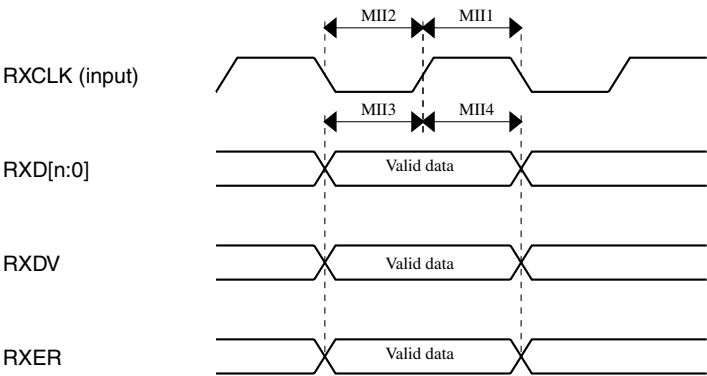 MII2 MII1
RXCLK (input)
MII3 MII4
RXD[n:0] Valid data
RXDV Valid data
RXER Valid data